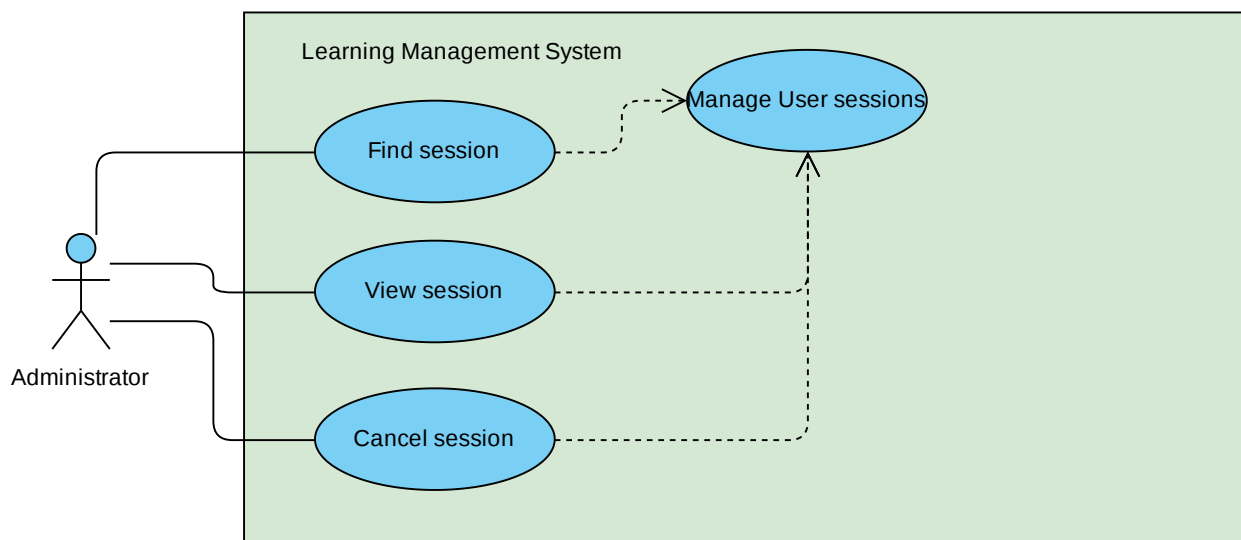 Learning Management System
Manage User sessions
Find session
View session
Administrator
Cancel session